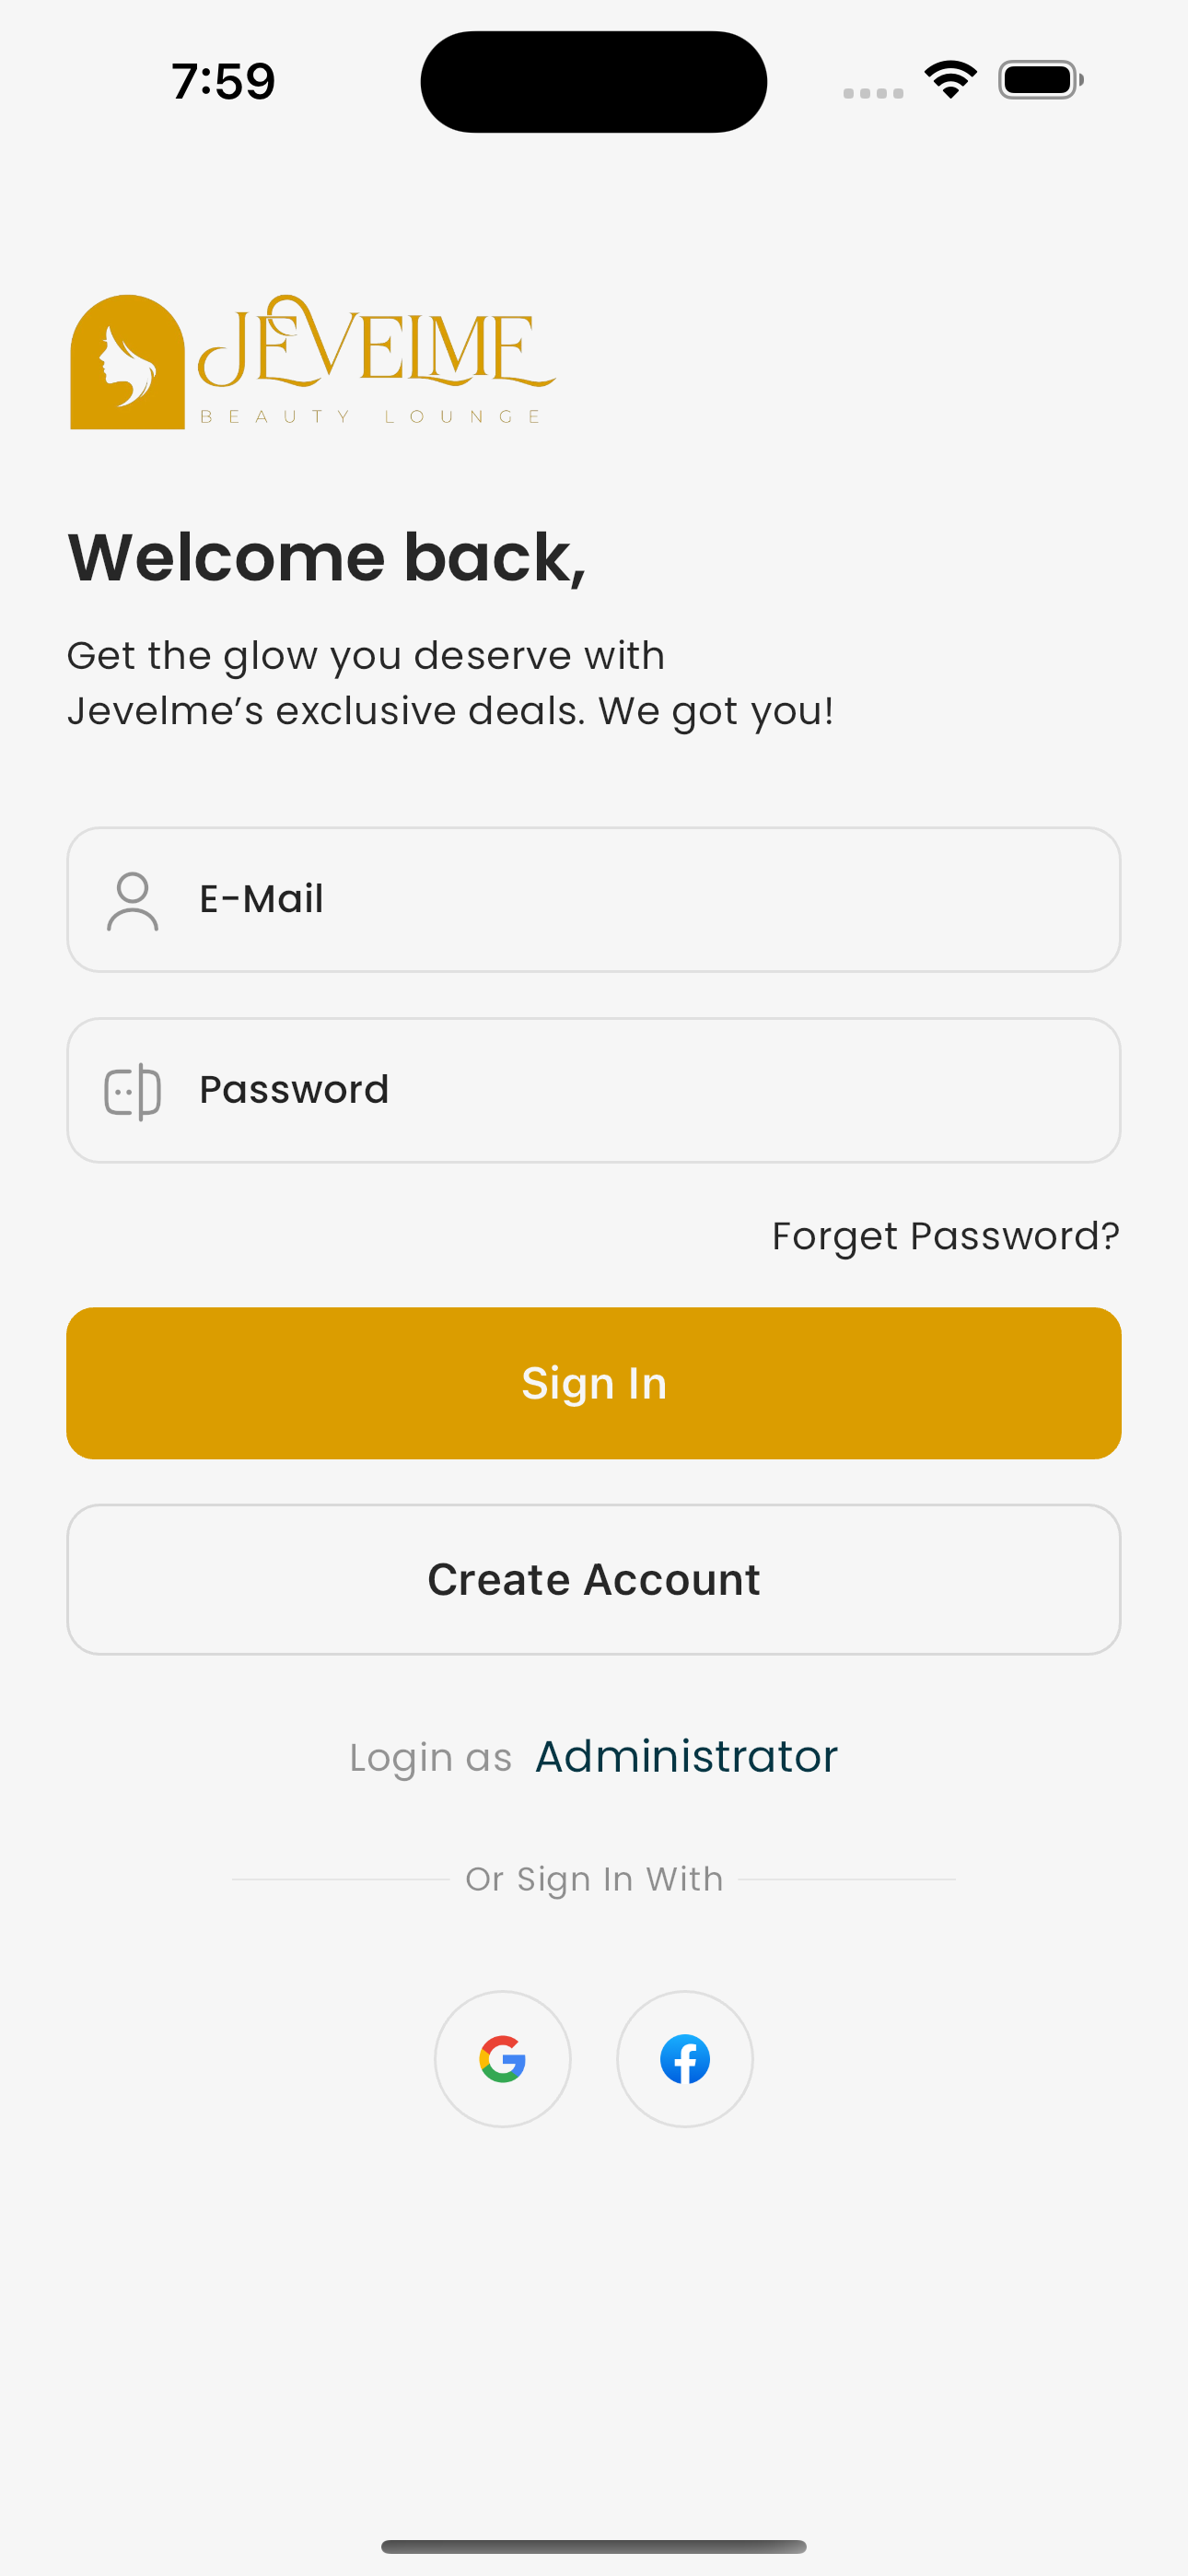 7:59
JEVELME
BEAUTY LOUNGE
Welcome back,
Get the glow you deserve with
Jevelme’s exclusive deals. We got you!
E-Mail
Password
Forget Password?
Sign In
Create Account
Login as Administrator
Or Sign In With